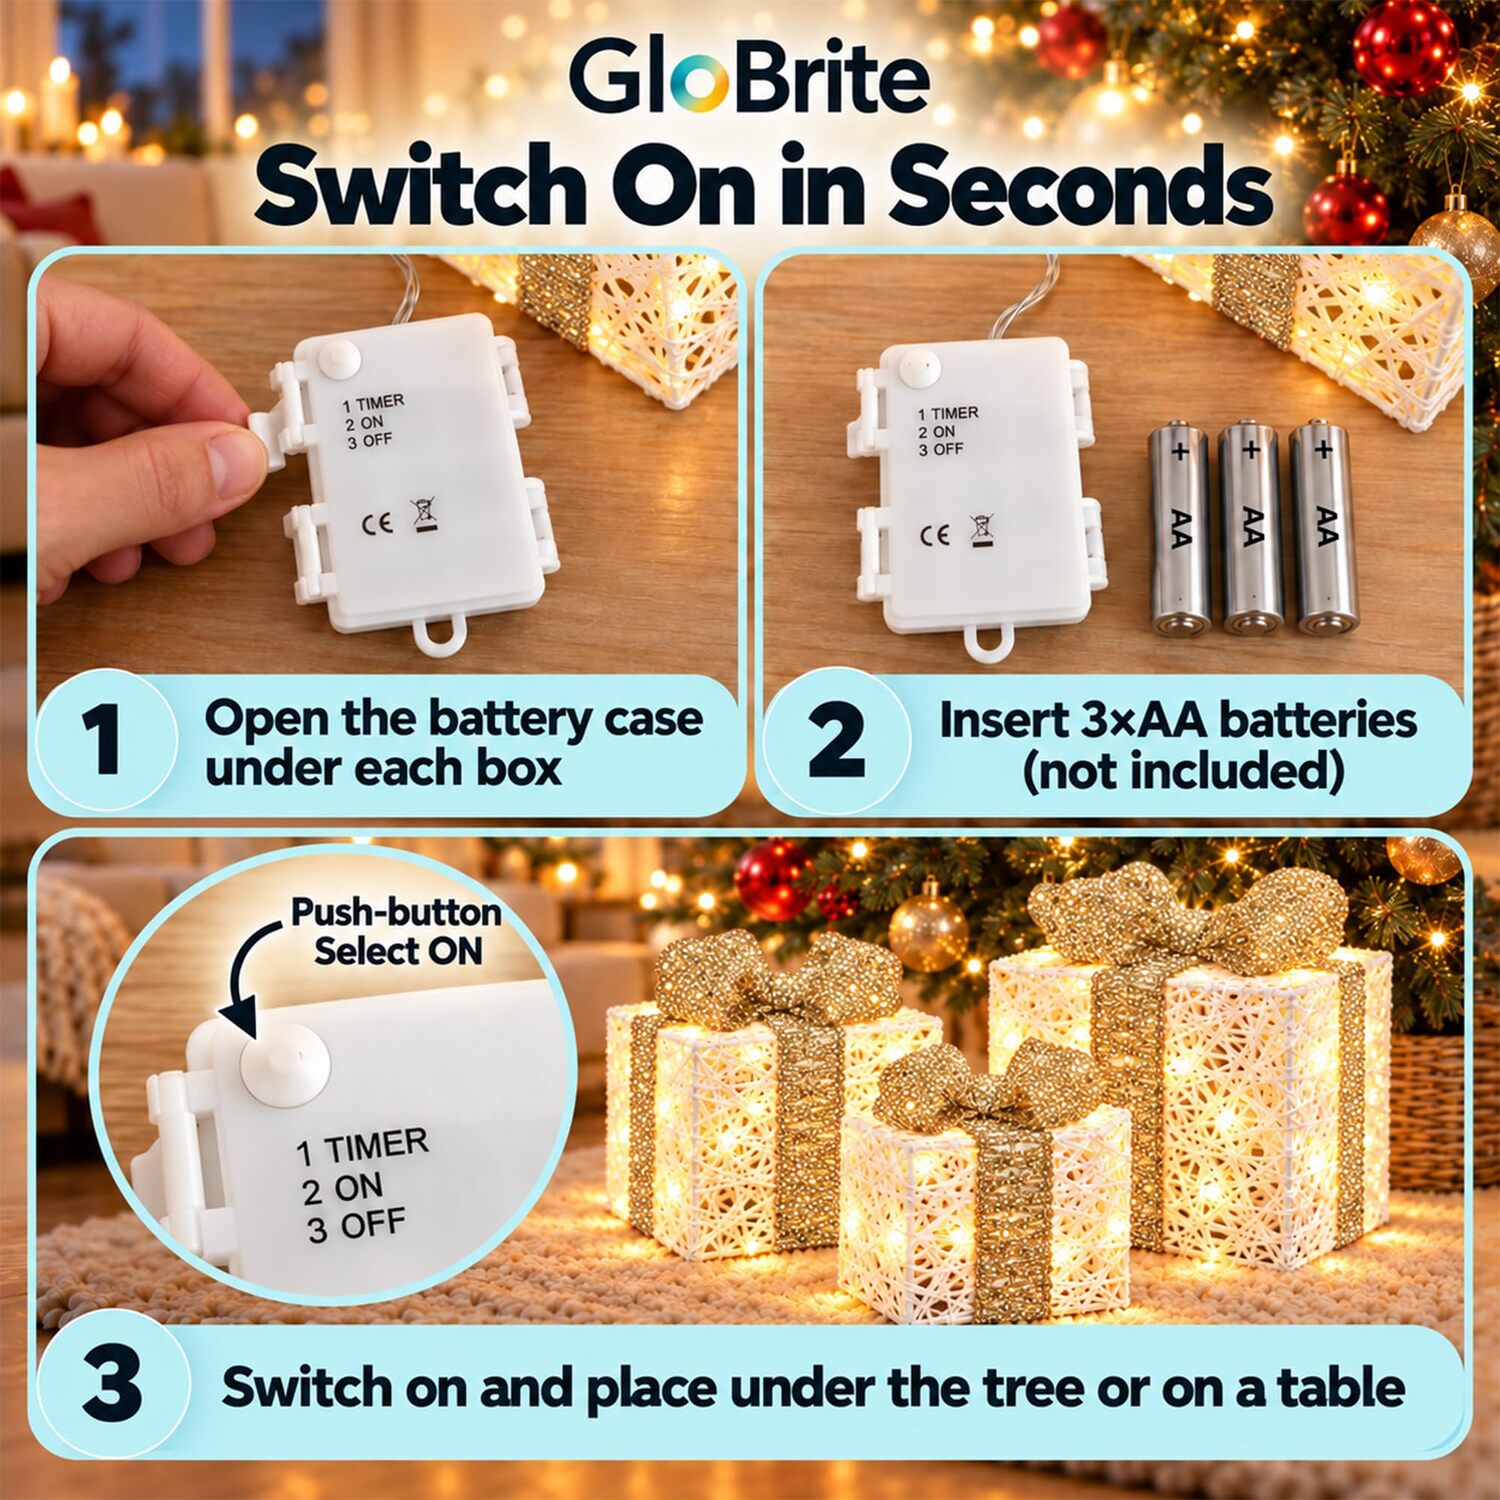 GloBrite
Switch On in Seconds
1 TIMER
2 ON
3 OFF
CE
1 TIMER
2 ON
3 OFF
CE
+ AA
+ AA
+ AA
1
Open the battery case
under each box
2
Insert 3×AA batteries
(not included)
Push-button
Select ON
1 TIMER
2 ON
3 OFF
3
Switch on and place under the tree or on a table